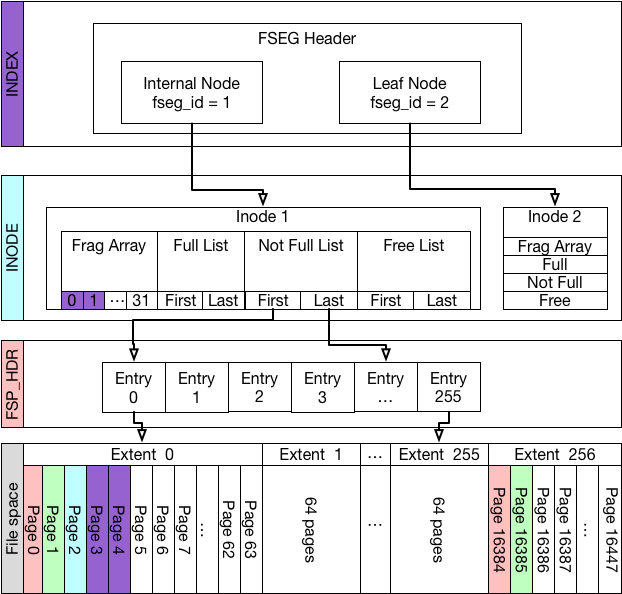 INDEX
FSEG Header
Internal Node
fseg_id = 1
Leaf Node
fseg_id = 2
INODE
Inode 1
Frag Array
Full List
Not Full List
Free List
0 1 ... 31 First Last First Last First Last
Inode 2
Frag Array
Full
Not Full
Free
FSP_HDR
Entry 0
Entry 1
Entry 2
Entry 3
Entry ...
Entry 255
File space
Extent 0
Extent 1
...
Extent 255
Extent 256
Page 0
Page 1
Page 2
Page 3
Page 4
Page 5
Page 6
Page 7
...
Page 62
Page 63
64 pages
...
64 pages
Page 16384
Page 16385
Page 16386
Page 16387
...
Page 16447